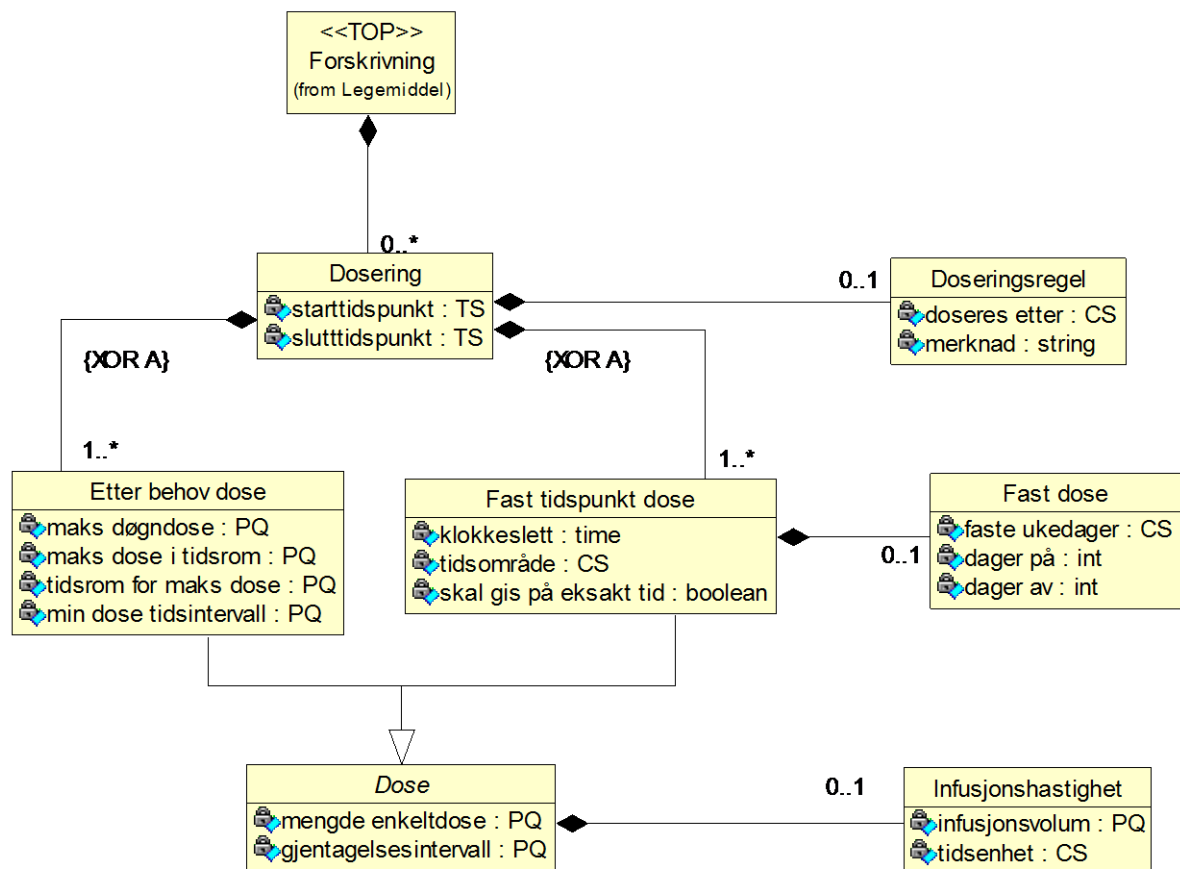 <<TOP>>
Forskrivning
(from Legemiddel)
0..*
Dosering
starttidspunkt : TS
slutttidspunkt : TS
0..1
Doseringsregel
doseres etter : CS
merknad : string
{XOR A}
{XOR A}
1..*
1..*
Etter behov dose
maks døgndose : PQ
maks dose i tidsrom : PQ
tidsrom for maks dose : PQ
min dose tidsintervall : PQ
Fast tidspunkt dose
klokkeslett : time
tidsområde : CS
skal gis på eksakt tid : boolean
0..1
Fast dose
faste ukedager : CS
dager på : int
dager av : int
Dose
mengde enkeltdose : PQ
gjentagelsesintervall : PQ
0..1
Infusjonshastighet
infusjonsvolum : PQ
tidsenhet : CS